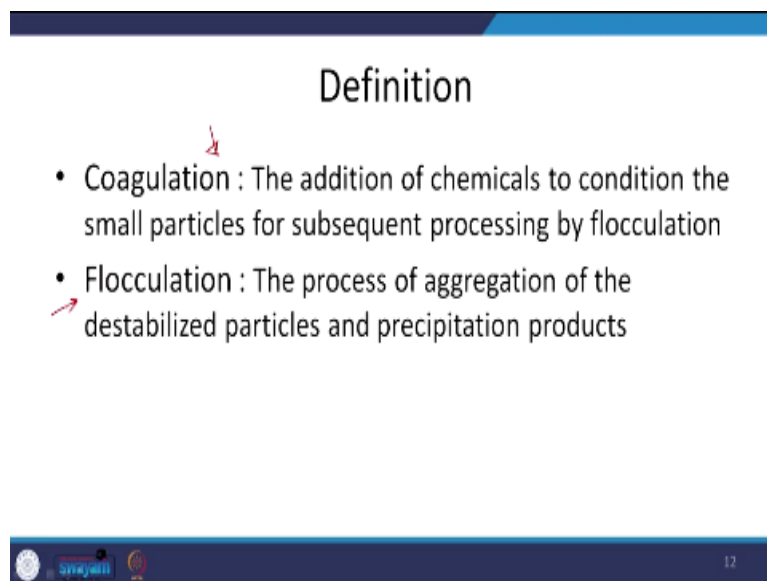 Definition
• Coagulation : The addition of chemicals to condition the
small particles for subsequent processing by flocculation
• Flocculation : The process of aggregation of the
destabilized particles and precipitation products
swayam
12